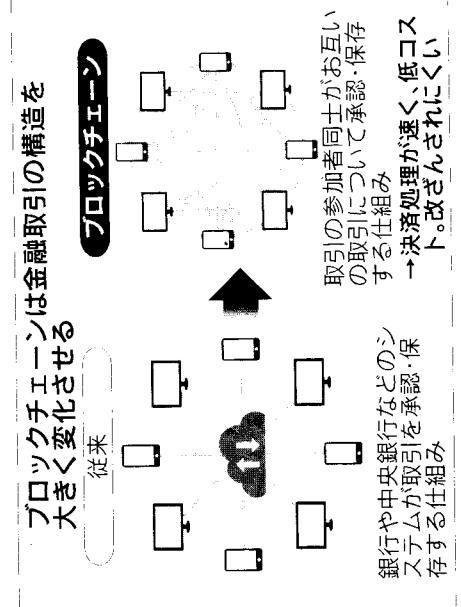 ブロックチェーンは金融取引の構造を
大きく変化させる
従来
銀行や中央銀行などのシ
ステムが取引を承認・保
存する仕組み
ブロックチェーン
取引の参加者同士がお互い
の取引について承認・保存
する仕組み
→決済処理が速く、低コス
ト。改ざんされにくい